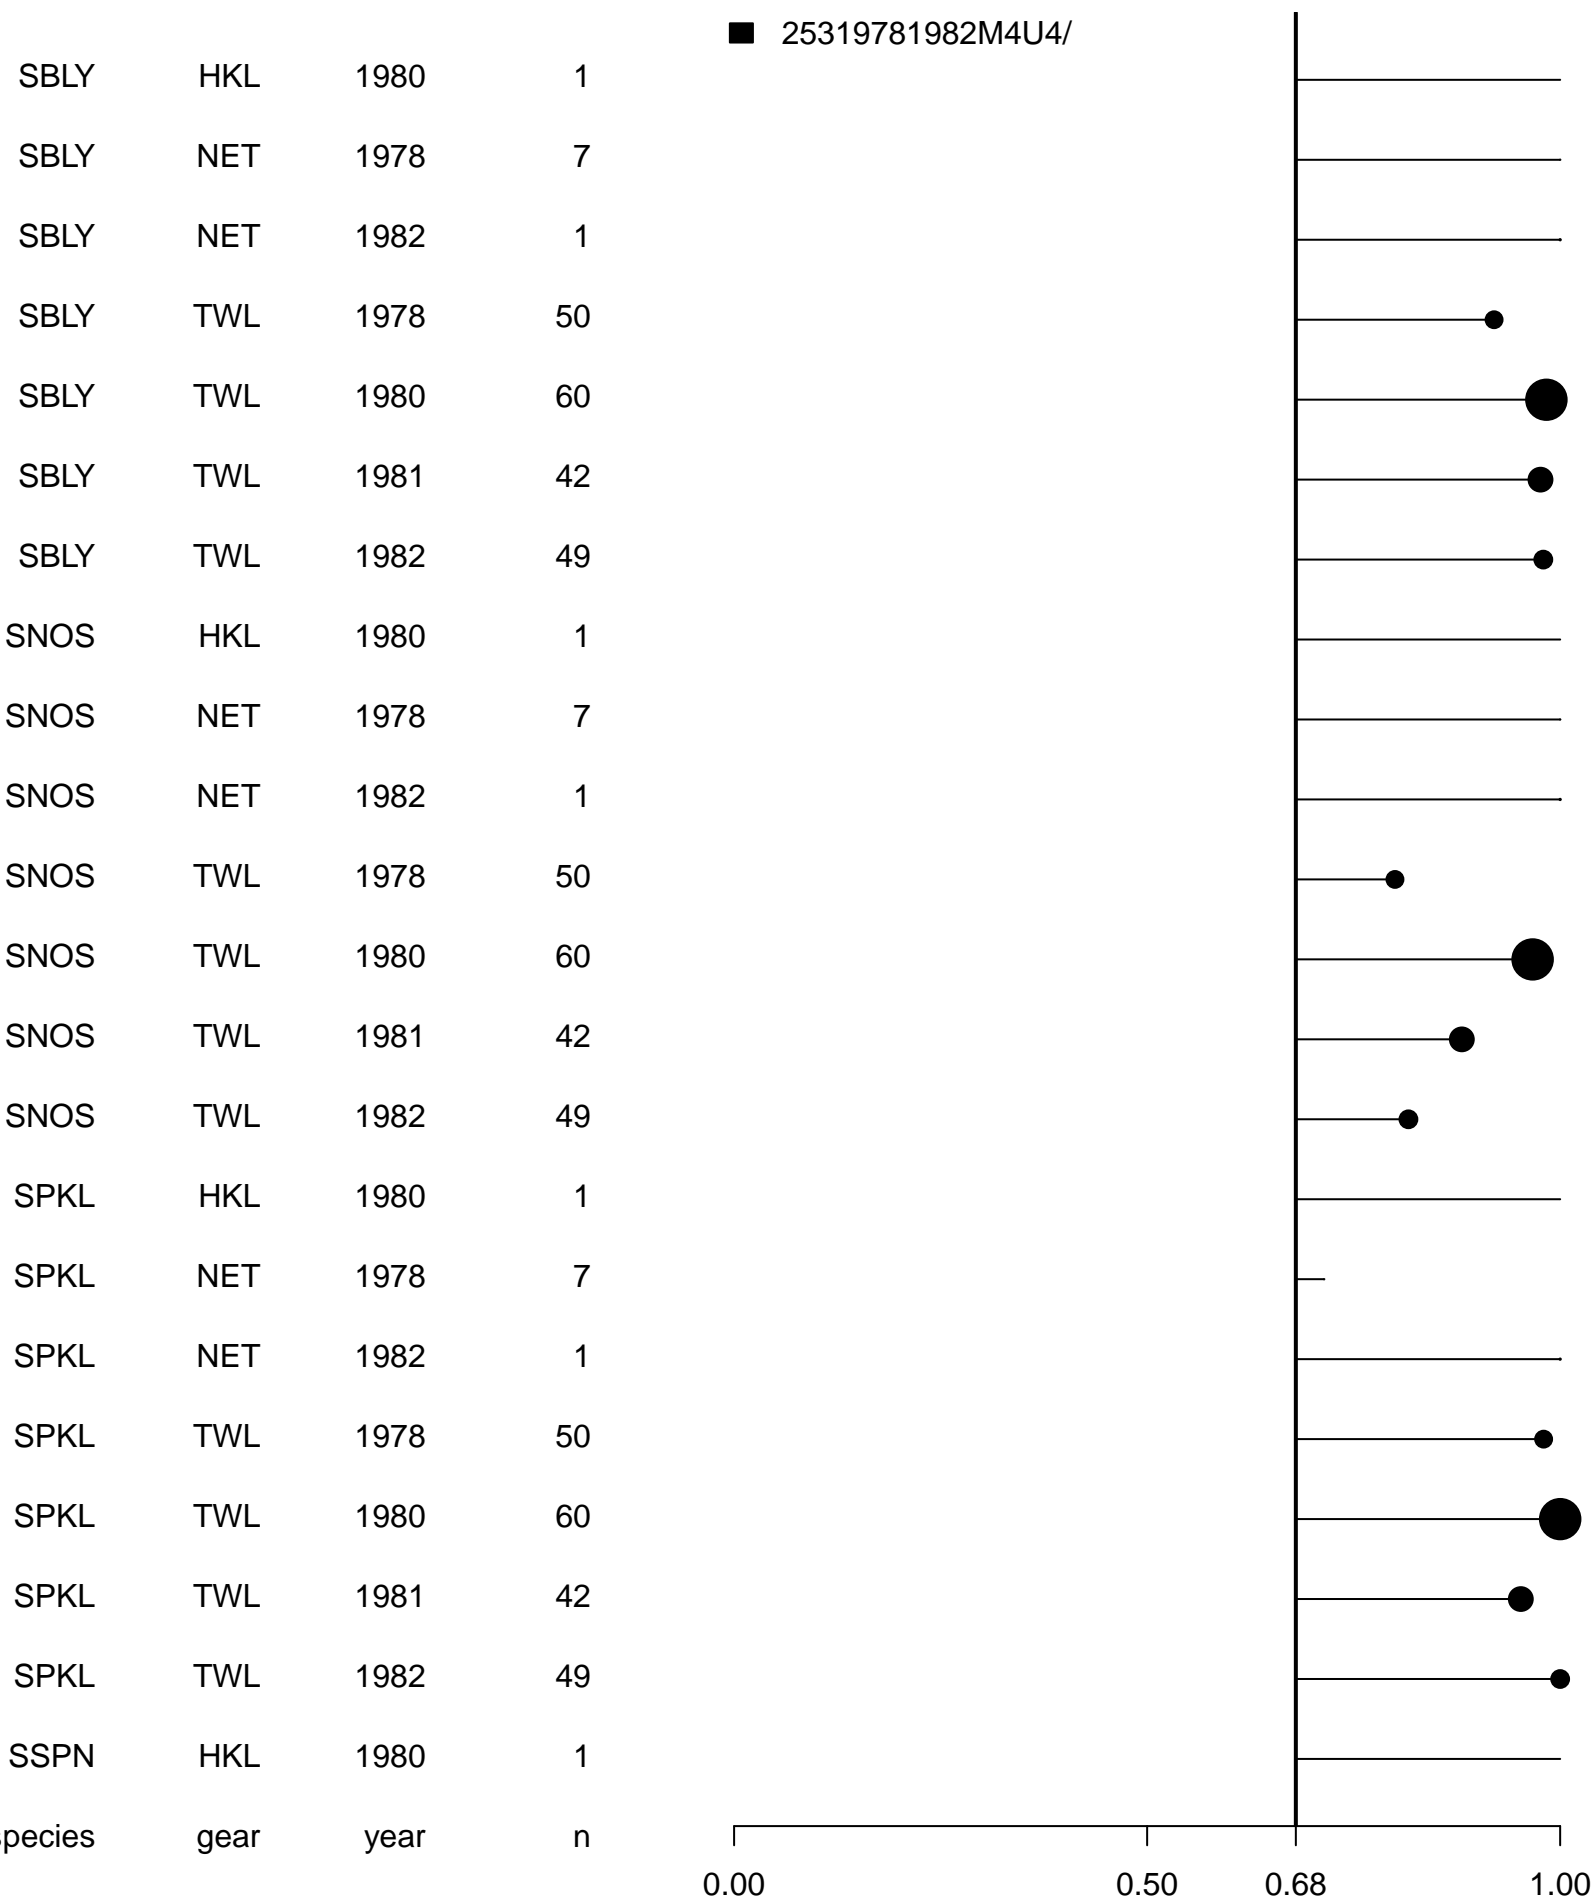 25319781982M4U4/
SBLY HKL 1980 1
SBLY NET 1978 7
SBLY NET 1982 1
SBLY TWL 1978 50
SBLY TWL 1980 60
SBLY TWL 1981 42
SBLY TWL 1982 49
SNOS HKL 1980 1
SNOS NET 1978 7
SNOS NET 1982 1
SNOS TWL 1978 50
SNOS TWL 1980 60
SNOS TWL 1981 42
SNOS TWL 1982 49
SPKL HKL 1980 1
SPKL NET 1978 7
SPKL NET 1982 1
SPKL TWL 1978 50
SPKL TWL 1980 60
SPKL TWL 1981 42
SPKL TWL 1982 49
SSPN HKL 1980 1
species gear year n
0.00 0.50 0.68 1.00